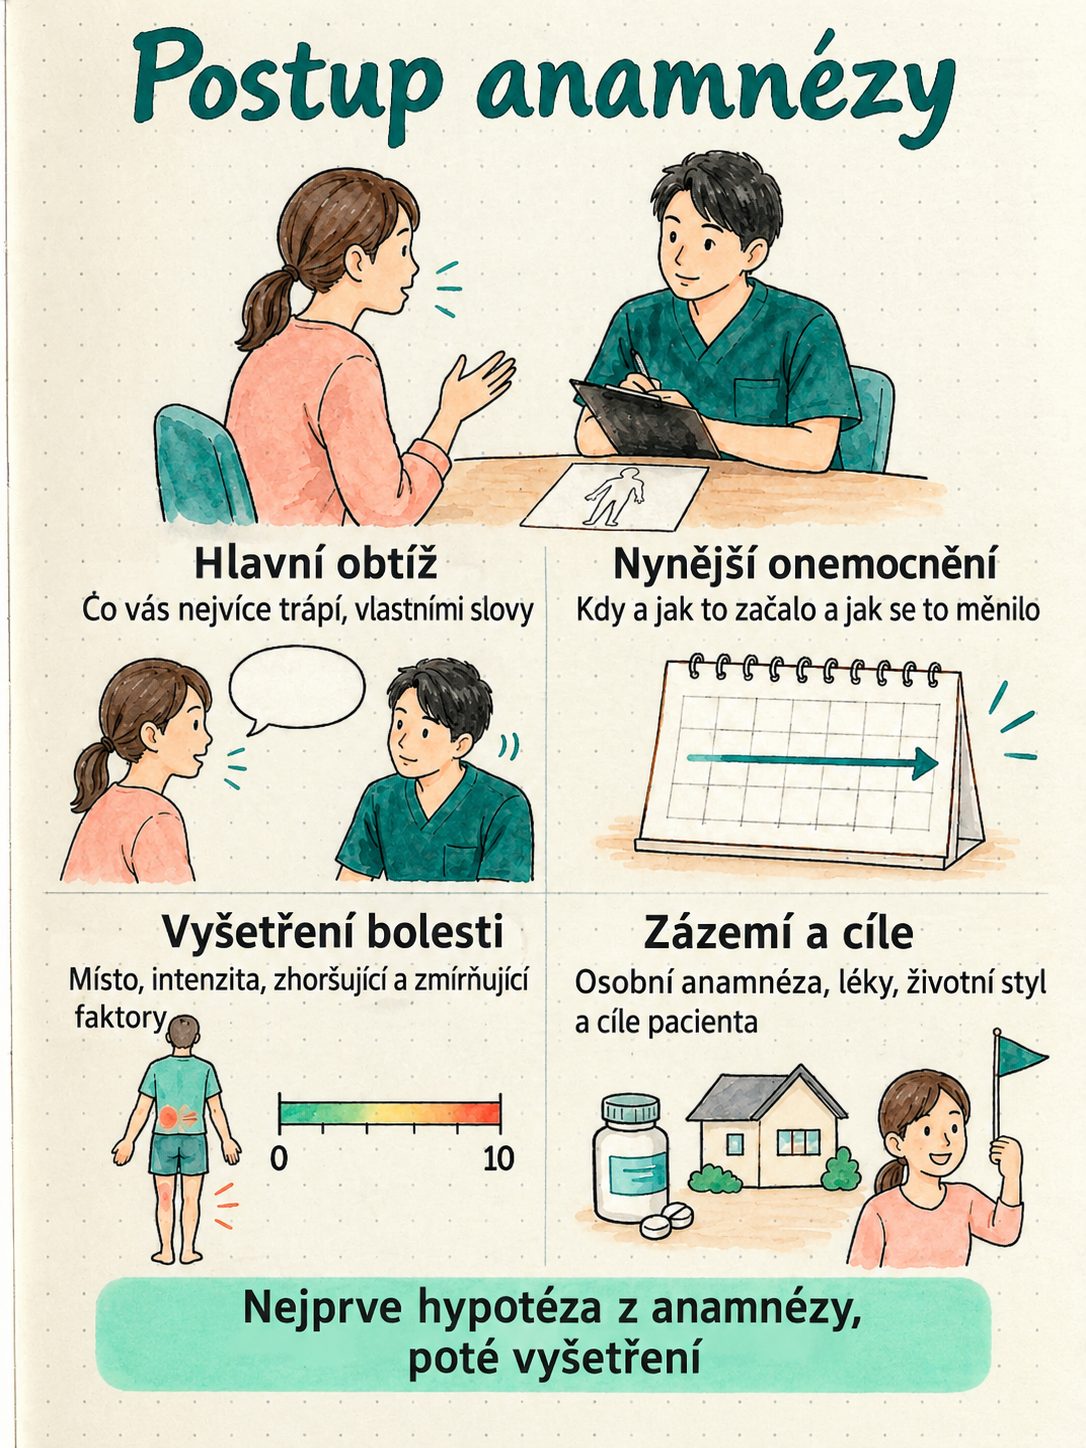 Postup anamnézy
Hlavní obtíž
Co vás nejvíce trápí, vlastními slovy
Nynější onemocnění
Kdy a jak to začalo a jak se to měnilo
Vyšetření bolesti
Místo, intenzita, zhoršující a zmírňující
faktory
0
10
Zázemí a cíle
Osobní anamnéza, léky, životní styl
a cíle pacienta
Nejprve hypotéza z anamnézy,
poté vyšetření